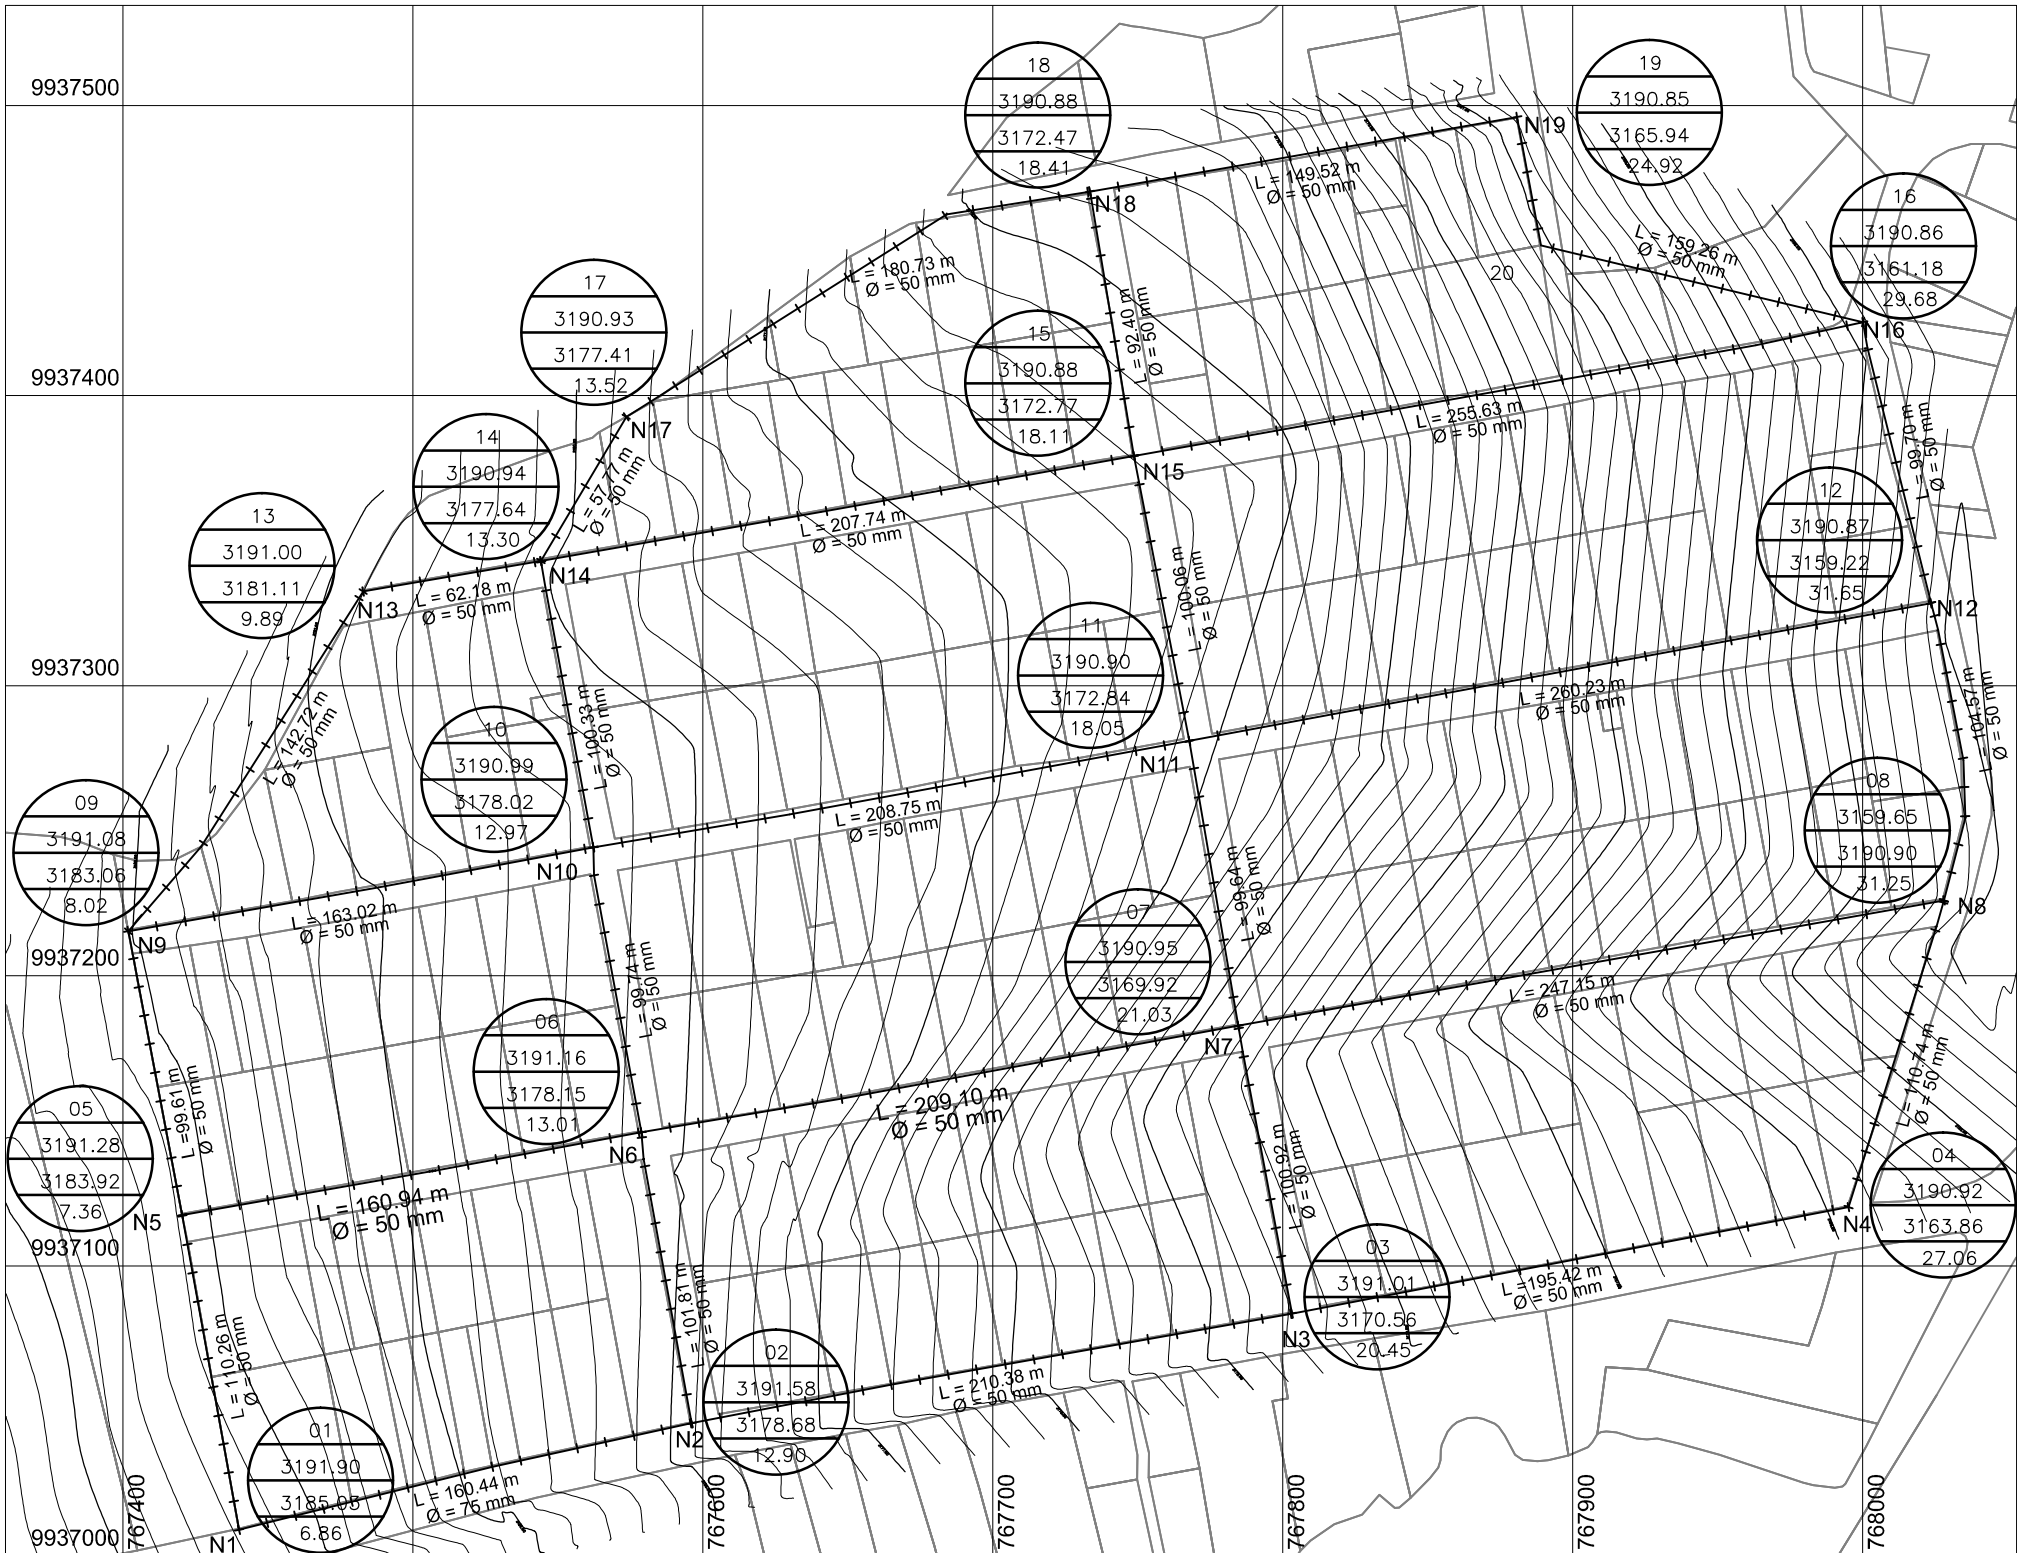 9937500
9937400
9937300
9937200
9937100
9937000
767400
767600
767700
767800
767900
768000
18
3190.88
3172.47
18.41
19
3190.85
3165.94
24.92
16
3190.86
3161.18
29.68
17
3190.93
3177.41
13.52
15
3190.88
3172.77
18.11
14
3190.94
3177.64
13.30
13
3191.00
3181.11
9.89
12
3190.87
3159.22
31.65
11
3190.90
3172.84
18.05
10
3190.99
3178.02
12.97
09
3191.08
3183.06
8.02
08
3159.65
3190.90
31.25
07
3190.95
3169.92
21.03
06
3191.16
3178.15
13.01
05
3191.28
3183.92
7.36
04
3190.92
3163.86
27.06
03
3191.01
3170.56
20.45
02
3191.58
3178.68
12.90
01
3191.90
3185.03
6.86
N19
N18
N16
N17
N15
N14
N13
N12
N11
N10
N9
N8
N7
N6
N5
N4
N3
N2
N1
20
L = 149.52 m
Ø = 50 mm
L = 159.26 m
Ø = 50 mm
L = 180.73 m
Ø = 50 mm
L = 92.40 m
Ø = 50 mm
L = 255.63 m
Ø = 50 mm
L = 99.70 m
Ø = 50 mm
L = 57.77 m
Ø = 50 mm
L = 207.74 m
Ø = 50 mm
L = 62.18 m
Ø = 50 mm
L = 100.06 m
Ø = 50 mm
L = 142.72 m
Ø = 50 mm
L = 100.33 m
Ø = 50 mm
L = 260.23 m
Ø = 50 mm
L = 104.57 m
Ø = 50 mm
L = 208.75 m
Ø = 50 mm
L = 163.02 m
Ø = 50 mm
L = 99.64 m
Ø = 50 mm
L = 99.74 m
Ø = 50 mm
L = 247.15 m
Ø = 50 mm
L = 110.74 m
Ø = 50 mm
L = 209.10 m
Ø = 50 mm
L = 99.61 m
Ø = 50 mm
L = 160.94 m
Ø = 50 mm
L = 100.92 m
Ø = 50 mm
L = 101.81 m
Ø = 50 mm
L =195.42 m
Ø = 50 mm
L = 110.26 m
Ø = 50 mm
L = 210.38 m
Ø = 50 mm
L = 160.44 m
Ø = 75 mm